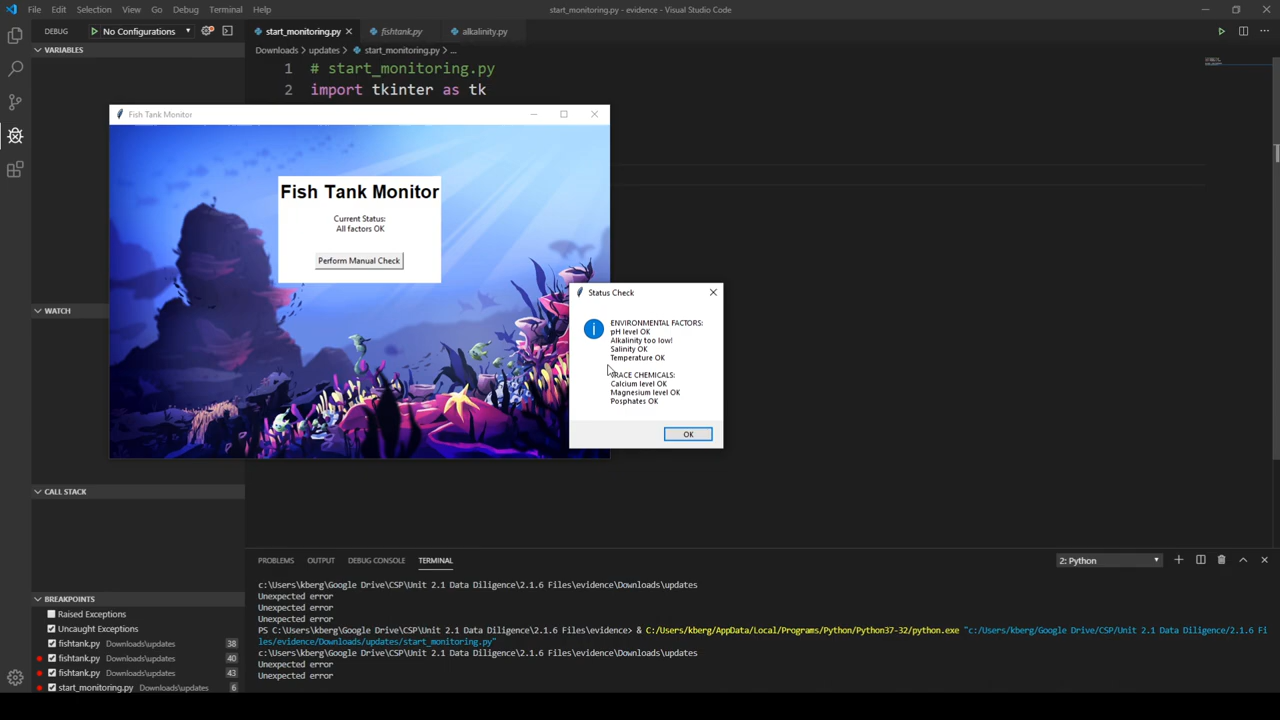 File Edit Selection View Go Debug Terminal Help
start_monitoring.py - evidence - Visual Studio Code
DEBUG No Configurations
start_monitoring.py fishtank.py alkalinity.py
VARIABLES
Downloads updates start_monitoring.py ...
1 # start_monitoring.py
2 import tkinter as tk
Fish Tank Monitor
Fish Tank Monitor
Current Status:
All factors OK
Perform Manual Check
Status Check
ENVIRONMENTAL FACTORS:
pH level OK
Alkalinity too low!
Salinity OK
Temperature OK
RACE CHEMICALS:
Calcium level OK
Magnesium level OK
Posphates OK
OK
WATCH
CALL STACK
BREAKPOINTS
Raised Exceptions
Uncaught Exceptions
fishtank.py Downloads\updates 38
fishtank.py Downloads\updates 40
fishtank.py Downloads\updates 43
start_monitoring.py Downloads\updates 6
PROBLEMS OUTPUT DEBUG CONSOLE TERMINAL
2: Python
c:\Users\kberg\Google Drive\CSP\Unit 2.1 Data Diligence\2.1.6 Files\evidence\Downloads\updates
Unexpected error
Unexpected error
Unexpected error
PS C:\Users\kberg\Google Drive\CSP\Unit 2.1 Data Diligence\2.1.6 Files\evidence> & C:/Users/kberg/AppData/Local/Programs/Python/Python37-32/python.exe "c:/Users/kberg/Google Drive/CSP/Unit 2.1 Data Diligence/2.1.6 Fi
les/evidence/Downloads/updates/start_monitoring.py"
c:\Users\kberg\Google Drive\CSP\Unit 2.1 Data Diligence\2.1.6 Files\evidence\Downloads\updates
Unexpected error
Unexpected error